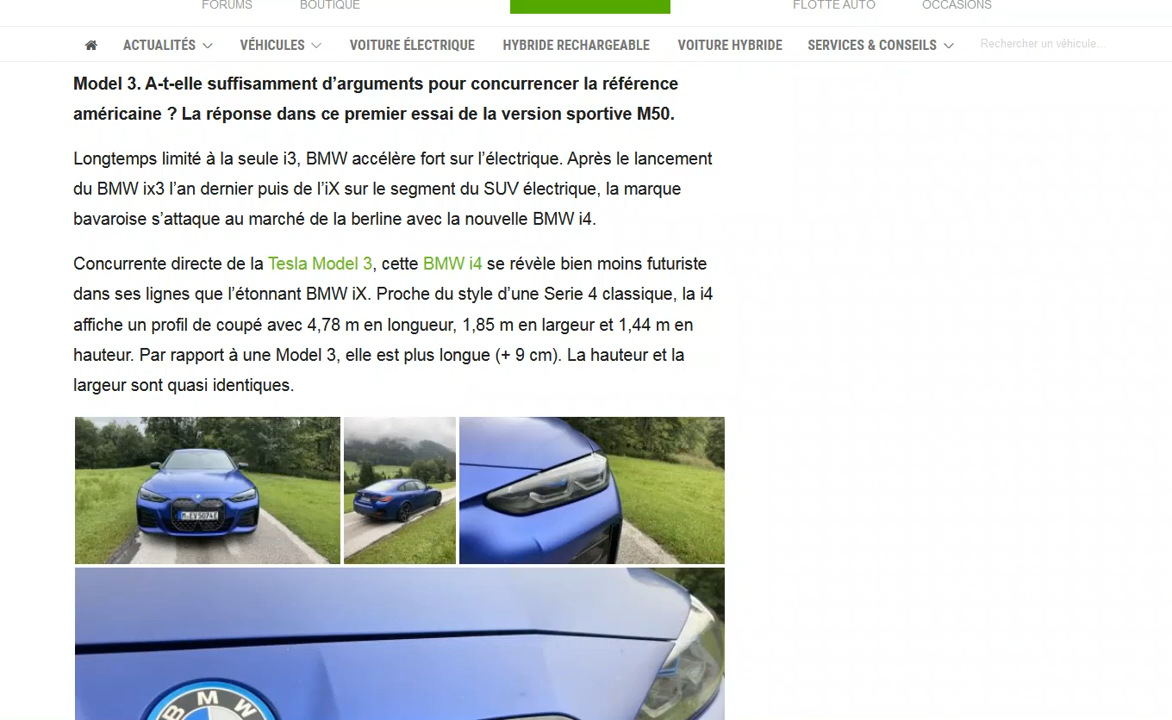 FORUMS BOUTIQUE FLOTTE AUTO OCCASIONS
ACTUALITÉS VÉHICULES VOITURE ÉLECTRIQUE HYBRIDE RECHARGEABLE VOITURE HYBRIDE SERVICES & CONSEILS Rechercher un véhicule...
Model 3. A-t-elle suffisamment d’arguments pour concurrencer la référence
américaine ? La réponse dans ce premier essai de la version sportive M50.
Longtemps limité à la seule i3, BMW accélère fort sur l’électrique. Après le lancement
du BMW ix3 l’an dernier puis de l’iX sur le segment du SUV électrique, la marque
bavaroise s’attaque au marché de la berline avec la nouvelle BMW i4.
Concurrente directe de la Tesla Model 3, cette BMW i4 se révèle bien moins futuriste
dans ses lignes que l’étonnant BMW iX. Proche du style d’une Serie 4 classique, la i4
affiche un profil de coupé avec 4,78 m en longueur, 1,85 m en largeur et 1,44 m en
hauteur. Par rapport à une Model 3, elle est plus longue (+ 9 cm). La hauteur et la
largeur sont quasi identiques.
BMW